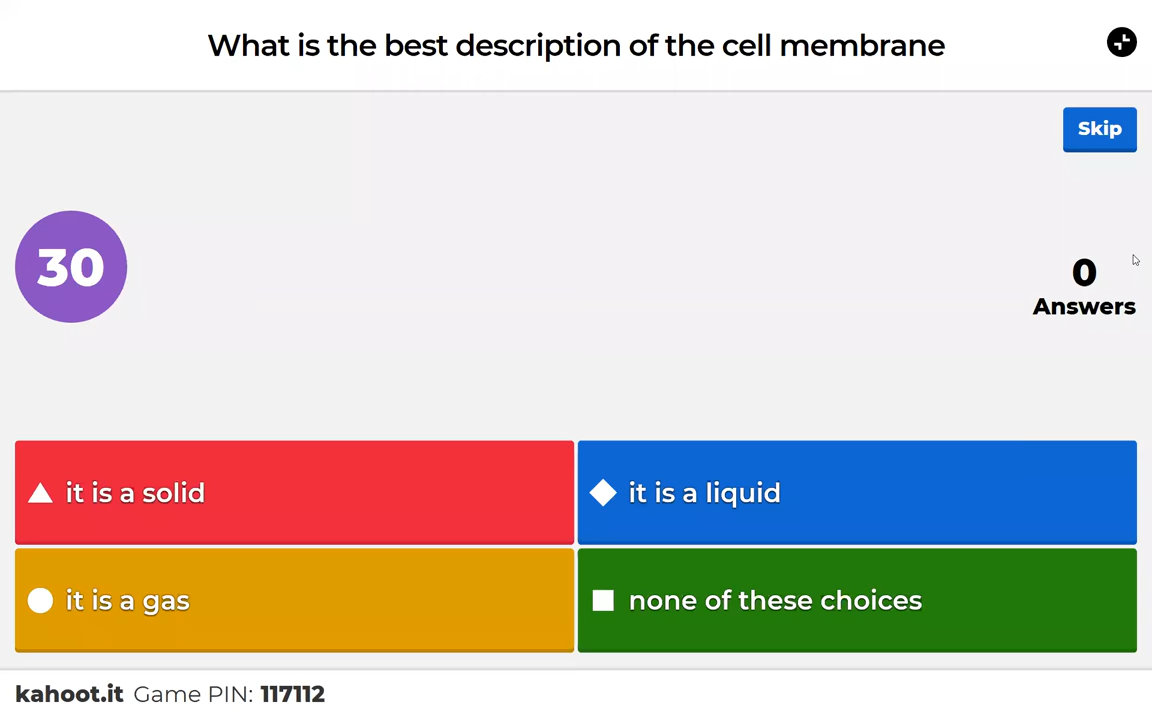 What is the best description of the cell membrane
Skip
30
0
Answers
it is a solid
it is a liquid
it is a gas
none of these choices
kahoot.it Game PIN: 117112